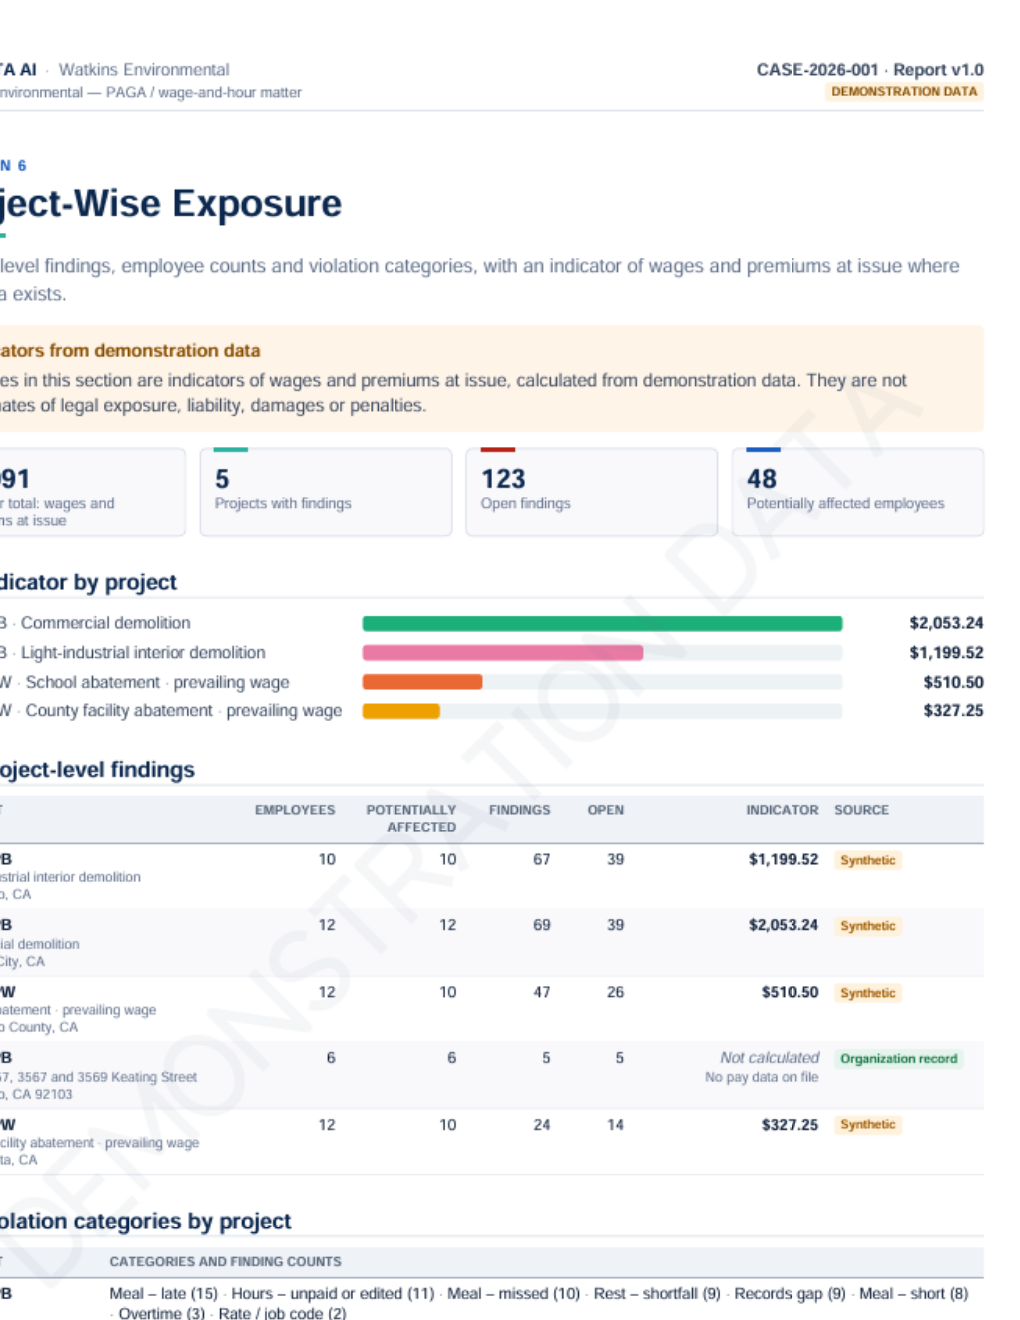 TA AI · Watkins Environmental
CASE-2026-001 · Report v1.0
nvironmental — PAGA / wage-and-hour matter
DEMONSTRATION DATA
N 6
ject-Wise Exposure
level findings, employee counts and violation categories, with an indicator of wages and premiums at issue where
a exists.
ators from demonstration data
es in this section are indicators of wages and premiums at issue, calculated from demonstration data. They are not
nates of legal exposure, liability, damages or penalties.
91
r total: wages and
ns at issue
5
Projects with findings
123
Open findings
48
Potentially affected employees
dicator by project
B · Commercial demolition $2,053.24
B · Light-industrial interior demolition $1,199.52
W · School abatement · prevailing wage $510.50
W · County facility abatement · prevailing wage $327.25
oject-level findings
T EMPLOYEES POTENTIALLY AFFECTED FINDINGS OPEN INDICATOR SOURCE
PB 10 10 67 39 $1,199.52 Synthetic
strial interior demolition
o, CA
PB 12 12 69 39 $2,053.24 Synthetic
ial demolition
City, CA
PW 12 10 47 26 $510.50 Synthetic
batement · prevailing wage
o County, CA
PB 6 6 5 5 Not calculated Organization record
57, 3567 and 3569 Keating Street No pay data on file
o, CA 92103
PW 12 10 24 14 $327.25 Synthetic
cility abatement · prevailing wage
ta, CA
olation categories by project
T CATEGORIES AND FINDING COUNTS
PB Meal – late (15) · Hours – unpaid or edited (11) · Meal – missed (10) · Rest – shortfall (9) · Records gap (9) · Meal – short (8)
· Overtime (3) · Rate / job code (2)
DEMONSTRATION DATA